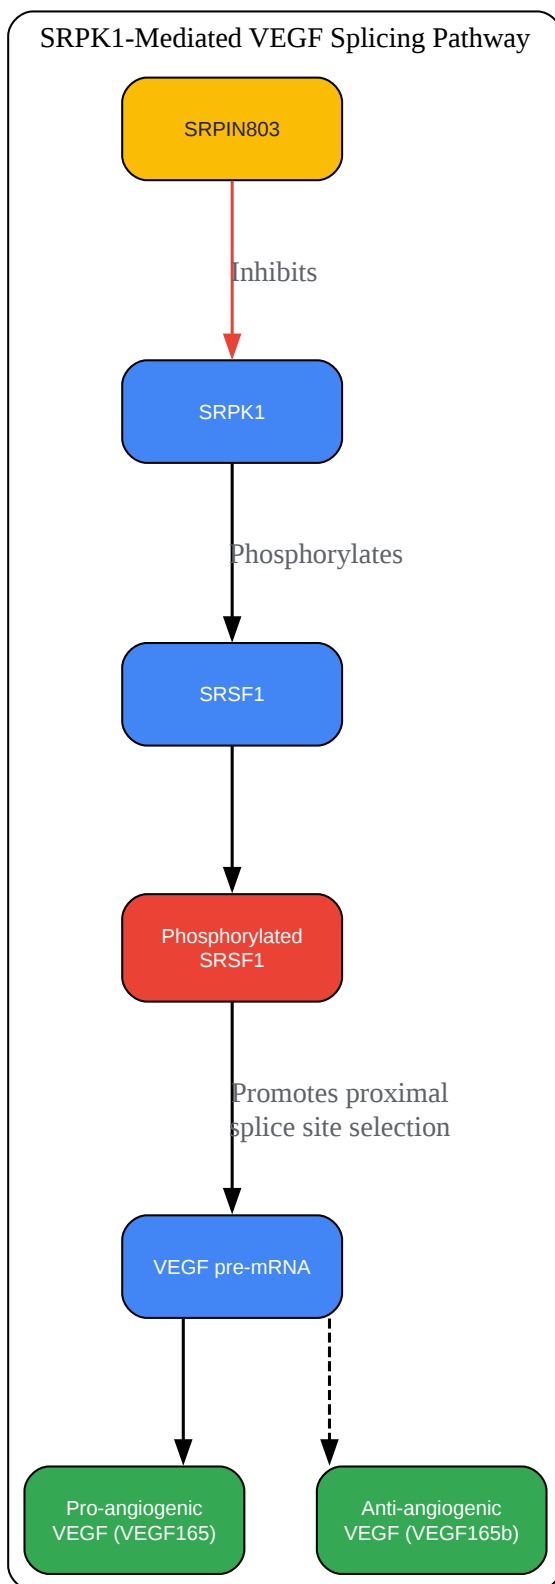 SRPK1-Mediated VEGF Splicing Pathway
SRPIN803
Inhibits
SRPK1
Phosphorylates
SRSF1
Phosphorylated
SRSF1
Promotes proximal
splice site selection
VEGF pre-mRNA
Pro-angiogenic
VEGF (VEGF165)
Anti-angiogenic
VEGF (VEGF165b)